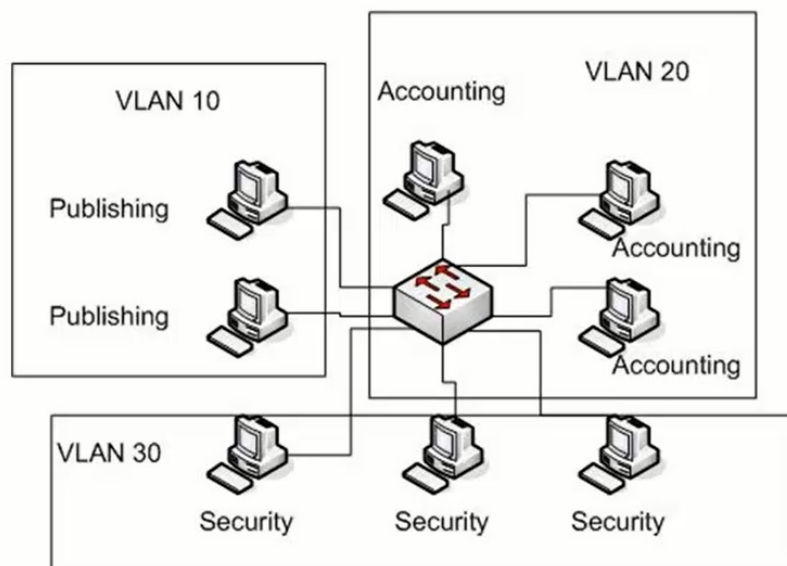 VLAN 10
Publishing
Publishing
VLAN 20
Accounting
Accounting
Accounting
VLAN 30
Security
Security
Security